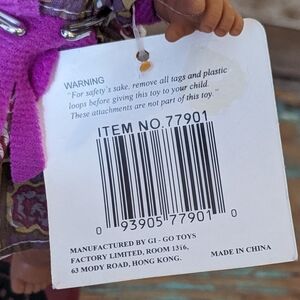 WARNING
"For safety's sake, remove all tags and plastic
loops before giving this toy to your child.
These attachments are not part of this toy."
ITEM NO. 77901
0 93905 77901 0
MANUFACTURED BY GI - GO TOYS
FACTORY LIMITED, ROOM 1316,
63 MODY ROAD, HONG KONG.
MADE IN CHINA